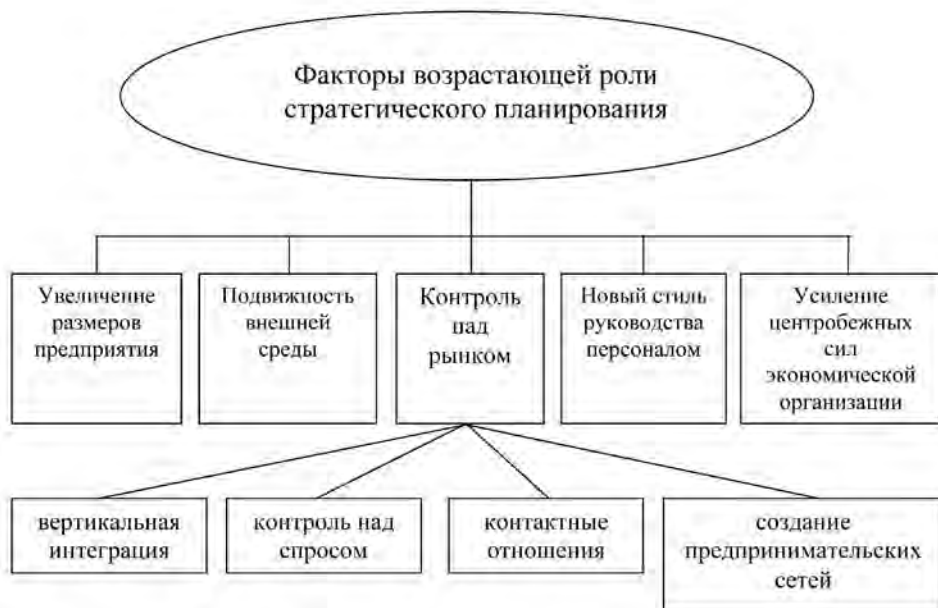 Факторы возрастающей роли
стратегического планирования
Увеличение
размеров
предприятия
Подвижность
внешней
среды
Контроль
над
рынком
Новый стиль
руководства
персоналом
Усиление
центробежных
сил
экономической
организации
вертикальная
интеграция
контроль над
спросом
контактные
отношения
создание
предпринимательских
сетей